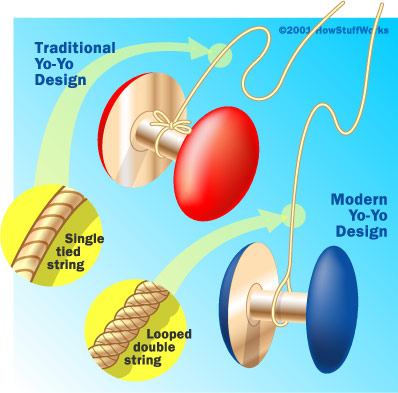 ©2001 HowStuffWorks
Traditional
Yo-Yo
Design
Single
tied
string
Modern
Yo-Yo
Design
Looped
double
string